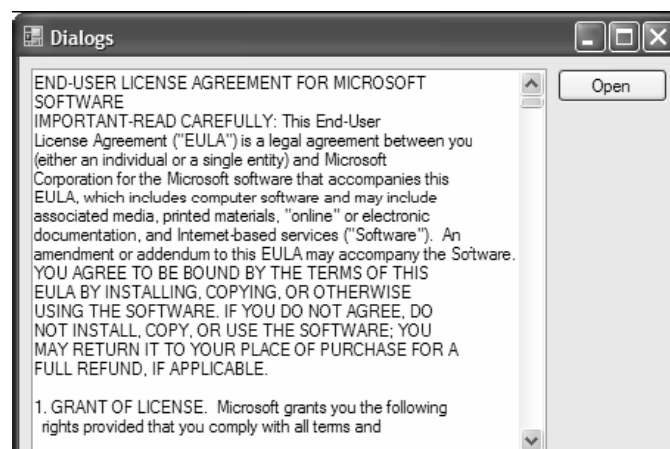 Dialogs
Open
END-USER LICENSE AGREEMENT FOR MICROSOFT
SOFTWARE
IMPORTANT-READ CAREFULLY: This End-User
License Agreement ("EULA") is a legal agreement between you
(either an individual or a single entity) and Microsoft
Corporation for the Microsoft software that accompanies this
EULA, which includes computer software and may include
associated media, printed materials, "online" or electronic
documentation, and Internet-based services ("Software").  An
amendment or addendum to this EULA may accompany the Software.
YOU AGREE TO BE BOUND BY THE TERMS OF THIS
EULA BY INSTALLING, COPYING, OR OTHERWISE
USING THE SOFTWARE. IF YOU DO NOT AGREE, DO
NOT INSTALL, COPY, OR USE THE SOFTWARE; YOU
MAY RETURN IT TO YOUR PLACE OF PURCHASE FOR A
FULL REFUND, IF APPLICABLE.
1. GRANT OF LICENSE.  Microsoft grants you the following
rights provided that you comply with all terms and